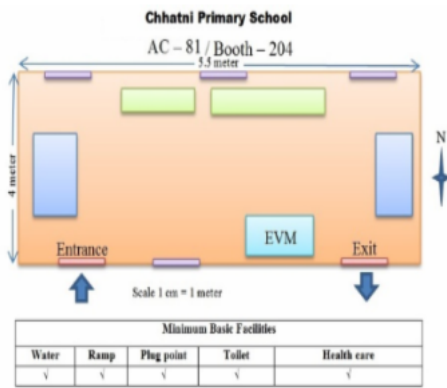 Chhatni Primary School
AC – 81 / Booth – 204
5.5 meter
4 meter
N
EVM
Entrance
Exit
Scale 1 cm = 1 meter
Minimum Basic Facilities
Water Ramp Plug point Toilet Health care
√ √ √ √ √